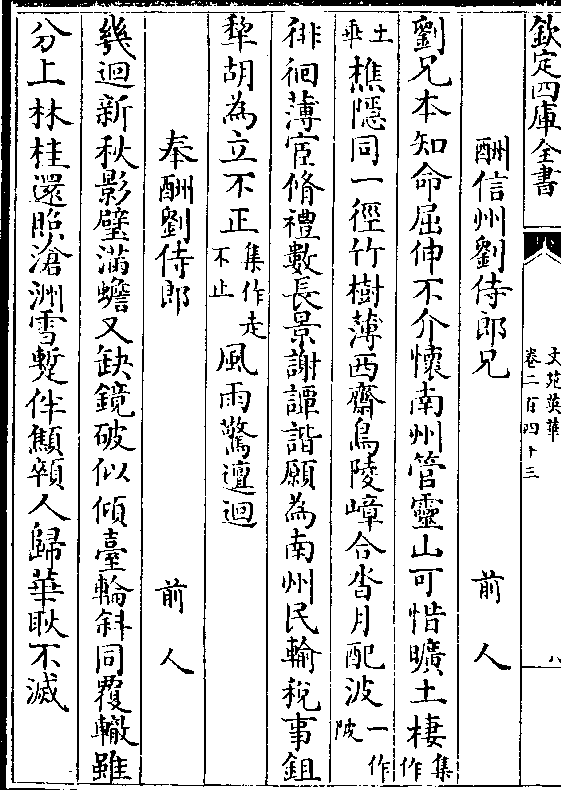 欽定四庫全書
文苑英華
卷二百四十三
八
酬信州劉侍郎兄
前人
劉兄本知命屈伸不介懷南州管靈山可惜曠土棲集作
土垂樵隱同一徑竹樹薄西齋鳥陵嶂合沓月配波一作陂
徘徊薄宦脩禮數長景謝譚諧願為南州民輸稅事鉏
犂胡為立不正集作走不止風雨驚邅迴
奉酬劉侍郎
前人
幾迴新秋影璧滿蟾又缺鏡破似傾臺輪斜同覆轍雖
分上林桂還照滄洲雪蹔伴顦顇人歸華耿不滅